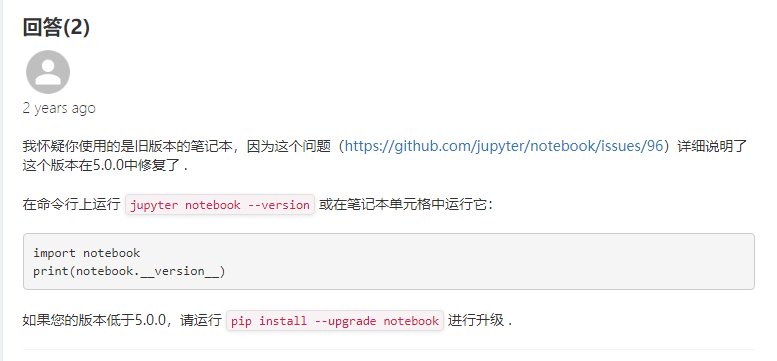 回答(2)
2 years ago
我怀疑你使用的是旧版本的笔记本，因为这个问题（https://github.com/jupyter/notebook/issues/96）详细说明了
这个版本在5.0.0中修复了 .
在命令行上运行 jupyter notebook --version 或在笔记本单元格中运行它：
import notebook
print(notebook.__version__)
如果您的版本低于5.0.0，请运行 pip install --upgrade notebook 进行升级 .